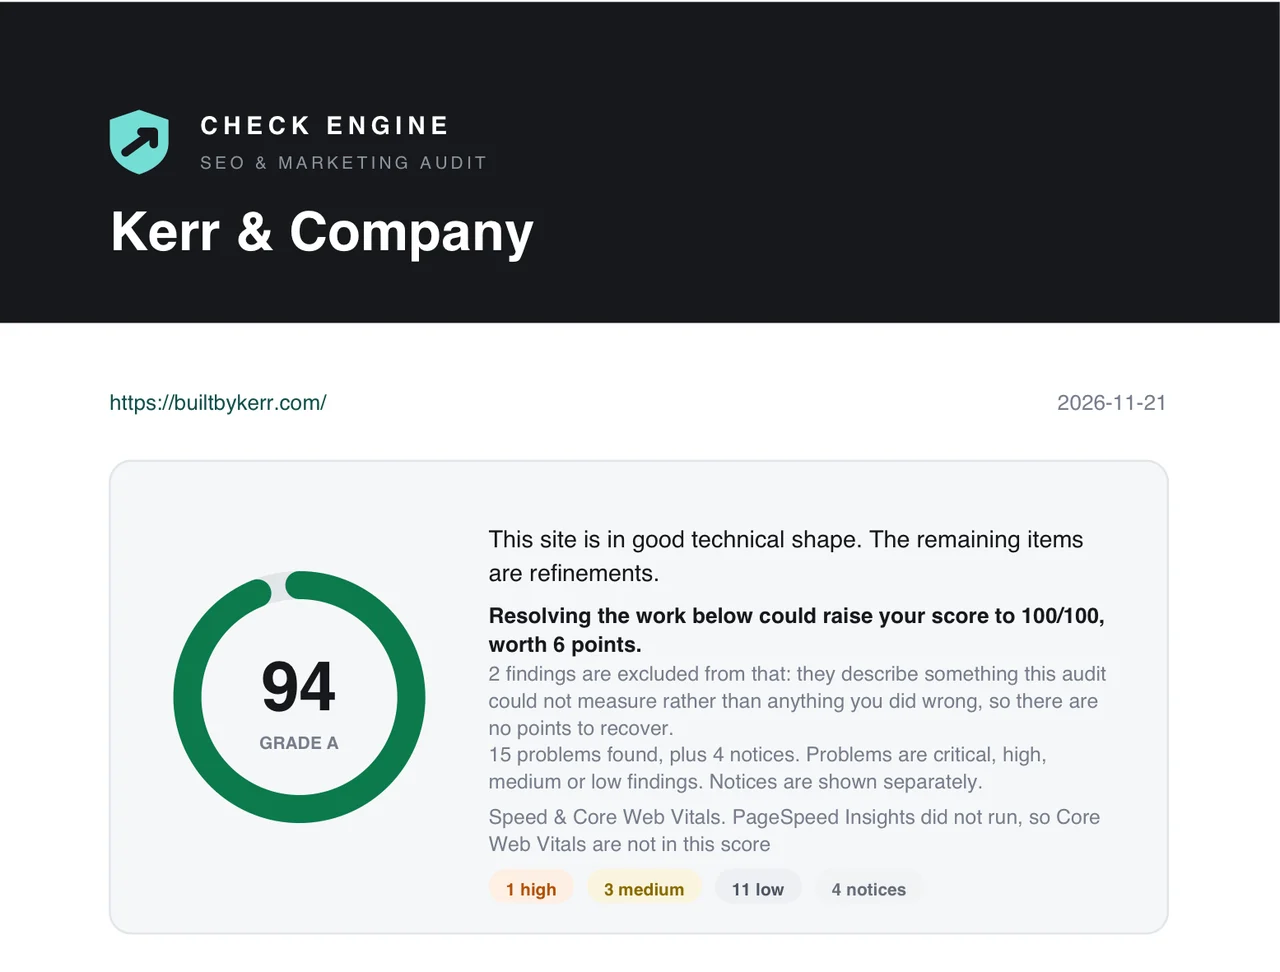 CHECK ENGINE
SEO & MARKETING AUDIT
Kerr & Company
https://builtbykerr.com/
2026-11-21
94
GRADE A
This site is in good technical shape. The remaining items
are refinements.
Resolving the work below could raise your score to 100/100,
worth 6 points.
2 findings are excluded from that: they describe something this audit
could not measure rather than anything you did wrong, so there are
no points to recover.
15 problems found, plus 4 notices. Problems are critical, high,
medium or low findings. Notices are shown separately.
Speed & Core Web Vitals. PageSpeed Insights did not run, so Core
Web Vitals are not in this score
1 high
3 medium
11 low
4 notices